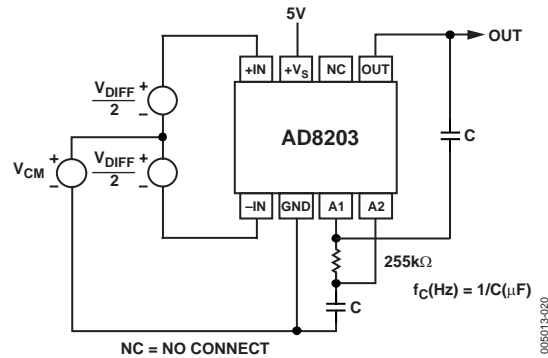 5V
OUT
+IN
+VS
NC
OUT
VDIFF
2
+
–
AD8203
C
VCM
+
–
VDIFF
2
+
–
–IN
GND
A1
A2
255kΩ
fC(Hz) = 1/C(μF)
C
NC = NO CONNECT
005013-020